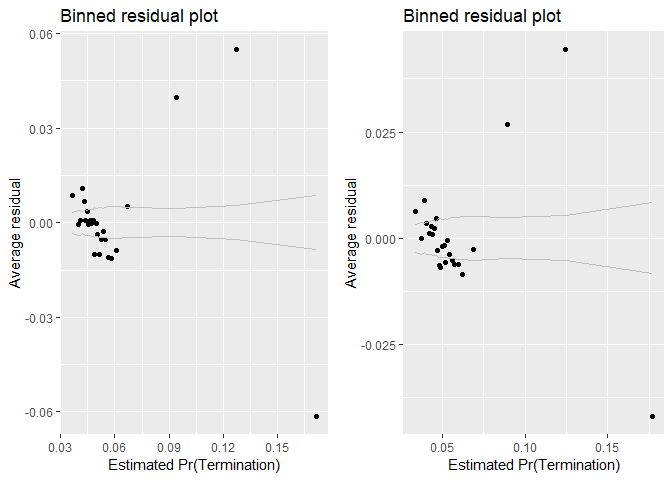 Binned residual plot
0.06
0.03
0.00
-0.03
-0.06
Average residual
0.03 0.06 0.09 0.12 0.15
Estimated Pr(Termination)
Binned residual plot
0.025
0.000
-0.025
Average residual
0.05 0.10 0.15
Estimated Pr(Termination)